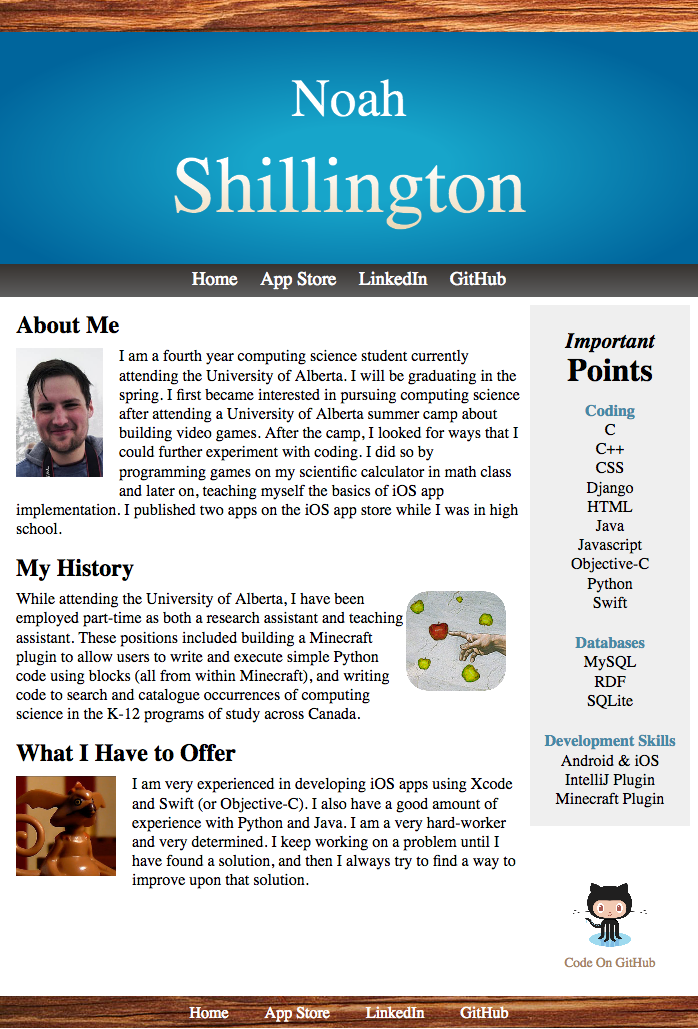 Noah
Shillington
Home App Store LinkedIn GitHub
About Me
I am a fourth year computing science student currently
attending the University of Alberta. I will be graduating in the
spring. I first became interested in pursuing computing science
after attending a University of Alberta summer camp about
building video games. After the camp, I looked for ways that I
could further experiment with coding. I did so by
programming games on my scientific calculator in math class
and later on, teaching myself the basics of iOS app
implementation. I published two apps on the iOS app store while I was in high
school.
My History
While attending the University of Alberta, I have been
employed part-time as both a research assistant and teaching
assistant. These positions included building a Minecraft
plugin to allow users to write and execute simple Python
code using blocks (all from within Minecraft), and writing
code to search and catalogue occurrences of computing
science in the K-12 programs of study across Canada.
What I Have to Offer
I am very experienced in developing iOS apps using Xcode
and Swift (or Objective-C). I also have a good amount of
experience with Python and Java. I am a very hard-worker
and very determined. I keep working on a problem until I
have found a solution, and then I always try to find a way to
improve upon that solution.
Important
Points
Coding
C
C++
CSS
Django
HTML
Java
Javascript
Objective-C
Python
Swift
Databases
MySQL
RDF
SQLite
Development Skills
Android & iOS
IntelliJ Plugin
Minecraft Plugin
Code On GitHub
Home App Store LinkedIn GitHub